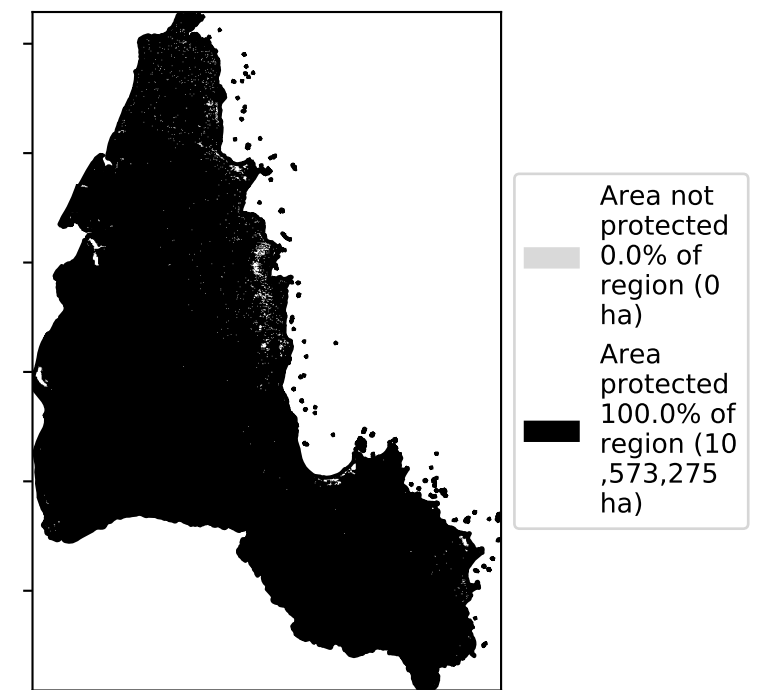 Area not
protected
0.0% of
region (0
ha)
Area
protected
100.0% of
region (10
,573,275
ha)